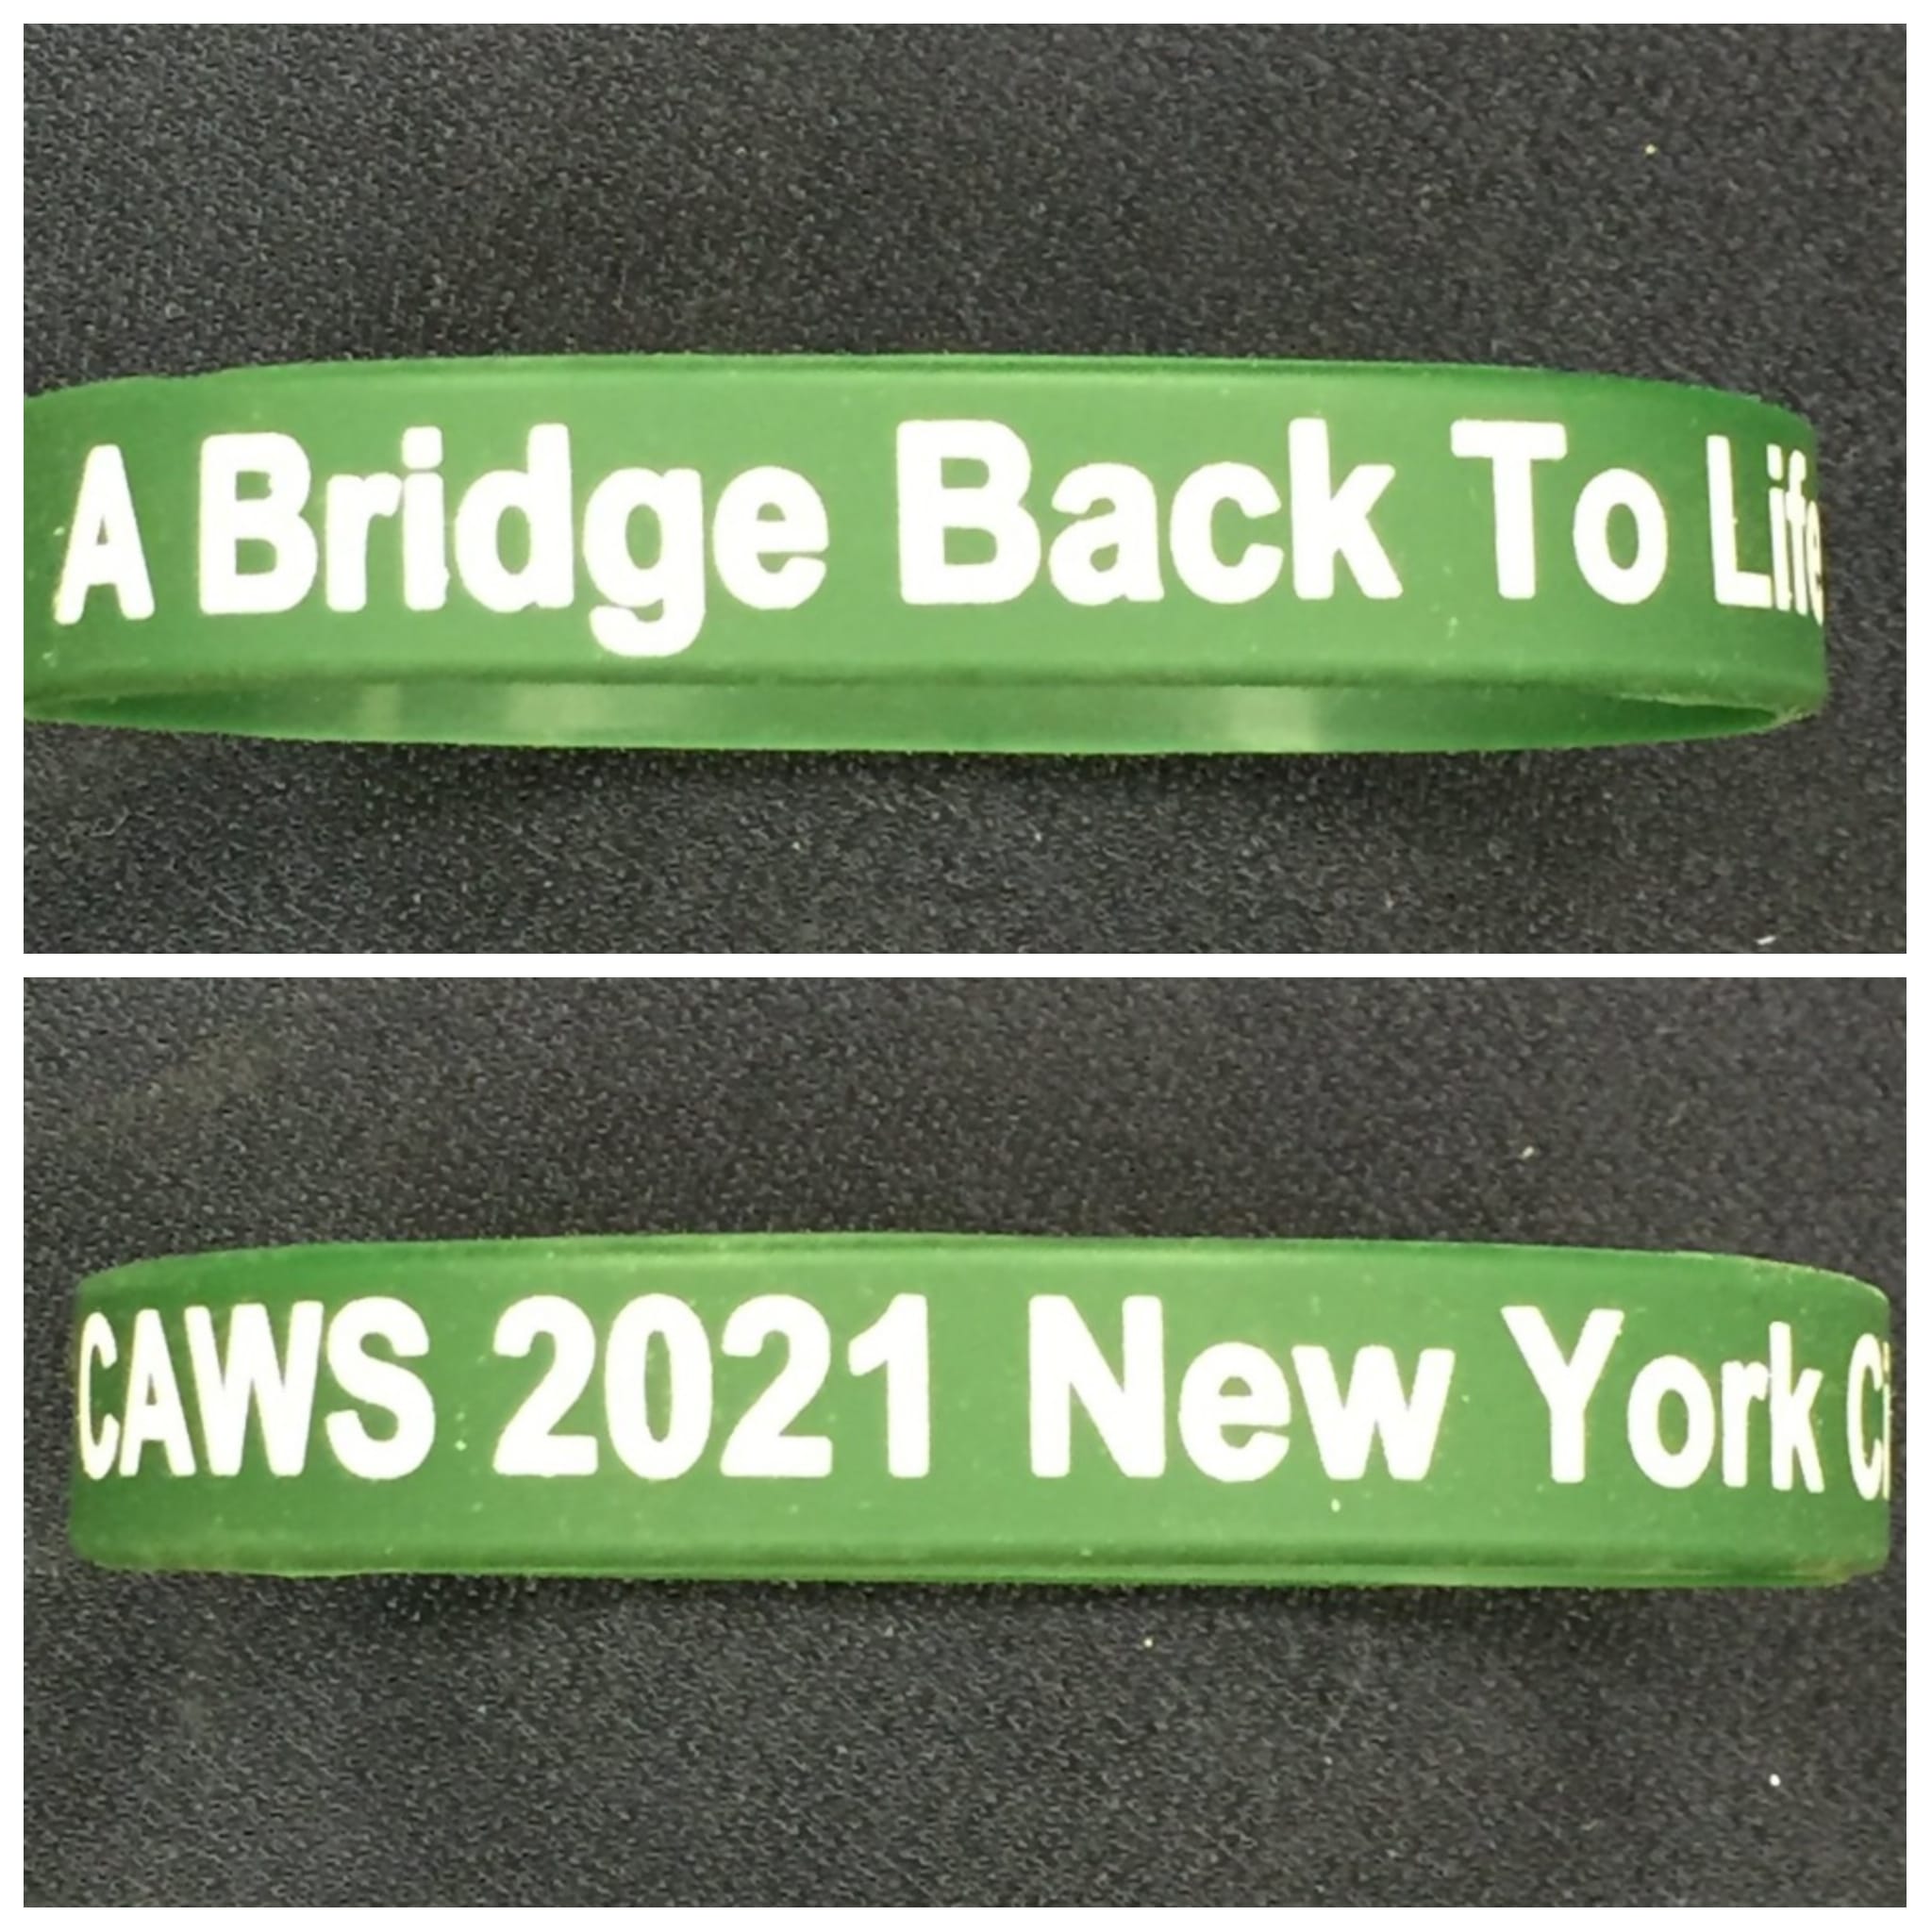 A Bridge Back To Life
CAWS 2021 New York